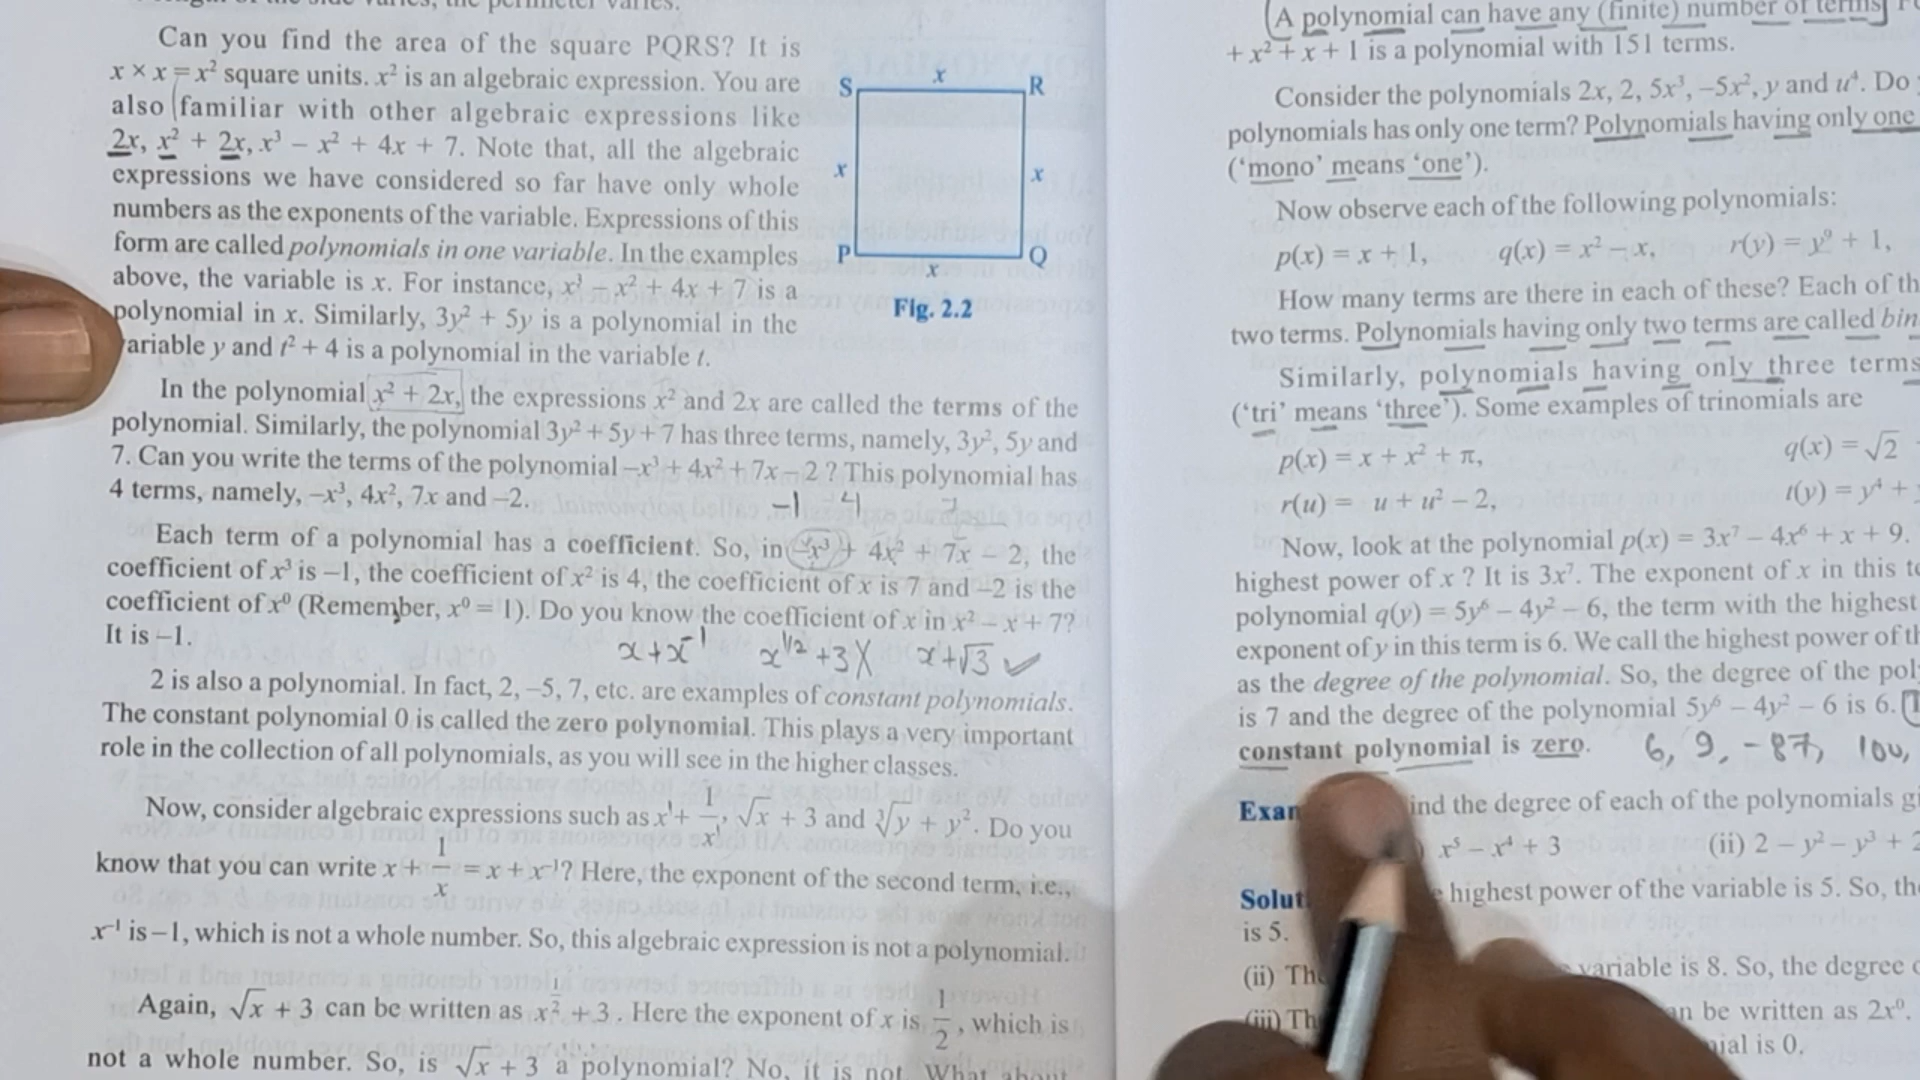 the perimeter varies.
Can you find the area of the square PQRS? It is
x × x = x² square units. x² is an algebraic expression. You are
also familiar with other algebraic expressions like
2x, x² + 2x, x³ – x² + 4x + 7. Note that, all the algebraic
expressions we have considered so far have only whole
numbers as the exponents of the variable. Expressions of this
form are called polynomials in one variable. In the examples
above, the variable is x. For instance, x³ – x² + 4x + 7 is a
polynomial in x. Similarly, 3y² + 5y is a polynomial in the
ariable y and t² + 4 is a polynomial in the variable t.
S x R
x x
P x Q
Fig. 2.2
In the polynomial x² + 2x, the expressions x² and 2x are called the terms of the
polynomial. Similarly, the polynomial 3y² + 5y + 7 has three terms, namely, 3y², 5y and
7. Can you write the terms of the polynomial –x³ + 4x² + 7x – 2 ? This polynomial has
4 terms, namely, –x³, 4x², 7x and –2.
-1 4 7
Each term of a polynomial has a coefficient. So, in –x³ + 4x² + 7x – 2, the
coefficient of x³ is –1, the coefficient of x² is 4, the coefficient of x is 7 and –2 is the
coefficient of x⁰ (Remember, x⁰ = 1). Do you know the coefficient of x in x² – x + 7?
It is –1.
x+x⁻¹ x^1/2 +3 X x+√3 ✓
2 is also a polynomial. In fact, 2, –5, 7, etc. are examples of constant polynomials.
The constant polynomial 0 is called the zero polynomial. This plays a very important
role in the collection of all polynomials, as you will see in the higher classes.
Now, consider algebraic expressions such as x¹ + 1/x¹, √x + 3 and ∛y + y². Do you
know that you can write x + 1/x = x + x⁻¹? Here, the exponent of the second term, i.e.,
x⁻¹ is –1, which is not a whole number. So, this algebraic expression is not a polynomial.
Again, √x + 3 can be written as x^1/2 + 3. Here the exponent of x is 1/2, which is
not a whole number. So, is √x + 3 a polynomial? No, it is not. What about
(A polynomial can have any (finite) number of terms]
+ x² + x + 1 is a polynomial with 151 terms.
Consider the polynomials 2x, 2, 5x³, –5x², y and u⁴. Do
polynomials has only one term? Polynomials having only one
(‘mono’ means ‘one’).
Now observe each of the following polynomials:
p(x) = x + 1, q(x) = x² – x, r(y) = y⁹ + 1,
How many terms are there in each of these? Each of th
two terms. Polynomials having only two terms are called bin
Similarly, polynomials having only three terms
(‘tri’ means ‘three’). Some examples of trinomials are
p(x) = x + x² + π, q(x) = √2
r(u) = u + u² – 2, t(y) = y⁴ +
Now, look at the polynomial p(x) = 3x⁷ – 4x⁶ + x + 9.
highest power of x ? It is 3x⁷. The exponent of x in this te
polynomial q(y) = 5y⁶ – 4y² – 6, the term with the highest
exponent of y in this term is 6. We call the highest power of th
as the degree of the polynomial. So, the degree of the pol
is 7 and the degree of the polynomial 5y⁶ – 4y² – 6 is 6.
constant polynomial is zero. 6, 9, -87, 100,
Exam ind the degree of each of the polynomials gi
) x⁵ – x⁴ + 3 (ii) 2 – y² – y³ + 2
Solut highest power of the variable is 5. So, the
is 5.
(ii) The variable is 8. So, the degree o
(iii) Th an be written as 2x⁰.
ial is 0.